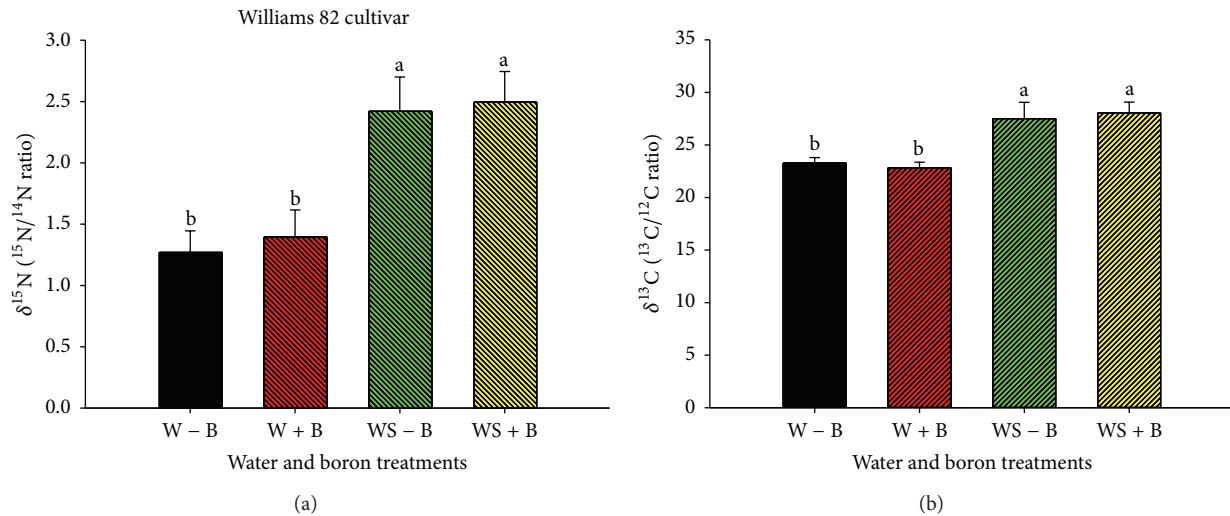 Williams 82 cultivar
δ¹⁵N (¹⁵N/¹⁴N ratio)
3.0
2.5
2.0
1.5
1.0
0.5
0.0
b
b
a
a
W − B
W + B
WS − B
WS + B
Water and boron treatments
(a)
δ¹³C (¹³C/¹²C ratio)
35
30
25
20
15
10
5
0
b
b
a
a
W − B
W + B
WS − B
WS + B
Water and boron treatments
(b)